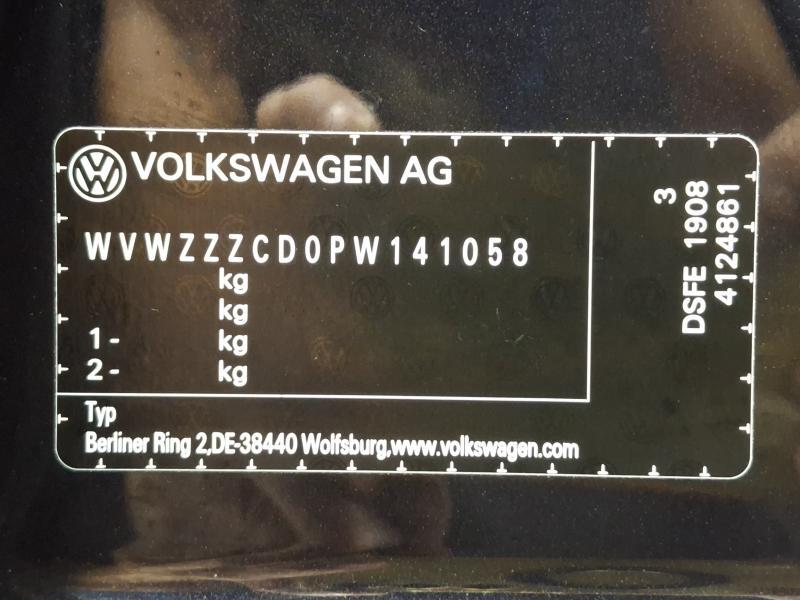 VOLKSWAGEN AG
WVWZZZCD0PW141058
kg
kg
1- kg
2- kg
Typ
Berliner Ring 2,DE-38440 Wolfsburg,www.volkswagen.com
3
DSFE 1908
4124861